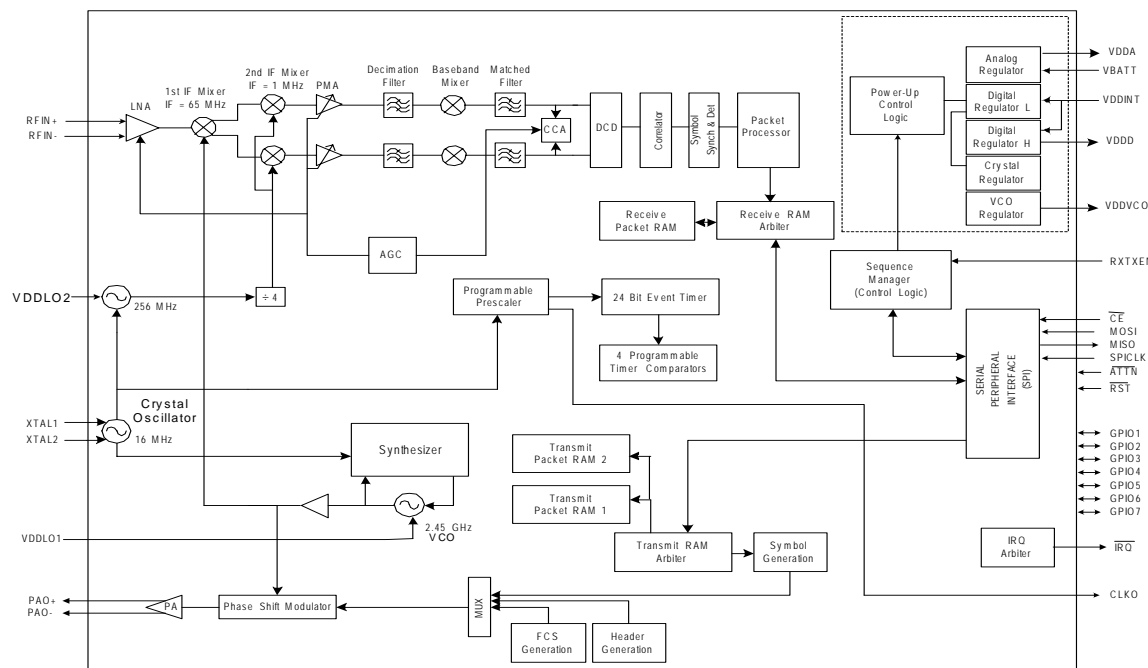 Analog
Regulator
VDDA
VBATT
2nd IF Mixer
IF = 1 MHz
PMA
Decimation
Filter
Baseband
Mixer
Matched
Filter
1st IF Mixer
IF = 65 MHz
LNA
Power-Up
Control
Logic
Digital
Regulator L
VDDINT
RFIN+
RFIN-
CCA
DCD
Correlator
Symbol
Synch & Det
Packet
Processor
Digital
Regulator H
VDDD
Crystal
Regulator
VCO
Regulator
VDDVCO
Receive
Packet RAM
Receive RAM
Arbiter
AGC
Sequence
Manager
(Control Logic)
RXTXEN
VDDLO2
256 MHz
÷ 4
Programmable
Prescaler
24 Bit Event Timer
4 Programmable
Timer Comparators
SERIAL
PERIPHERAL
INTERFACE
(SPI)
CE
MOSI
MISO
SPICLK
ATTN
RST
Crystal
Oscillator
XTAL1
XTAL2
16 MHz
Synthesizer
Transmit
Packet RAM 2
Transmit
Packet RAM 1
GPIO1
GPIO2
GPIO3
GPIO4
GPIO5
GPIO6
GPIO7
2.45 GHz
VCO
VDDLO1
Transmit RAM
Arbiter
Symbol
Generation
IRQ
Arbiter
IRQ
PAO+
PAO-
PA
Phase Shift Modulator
MUX
FCS
Generation
Header
Generation
CLKO